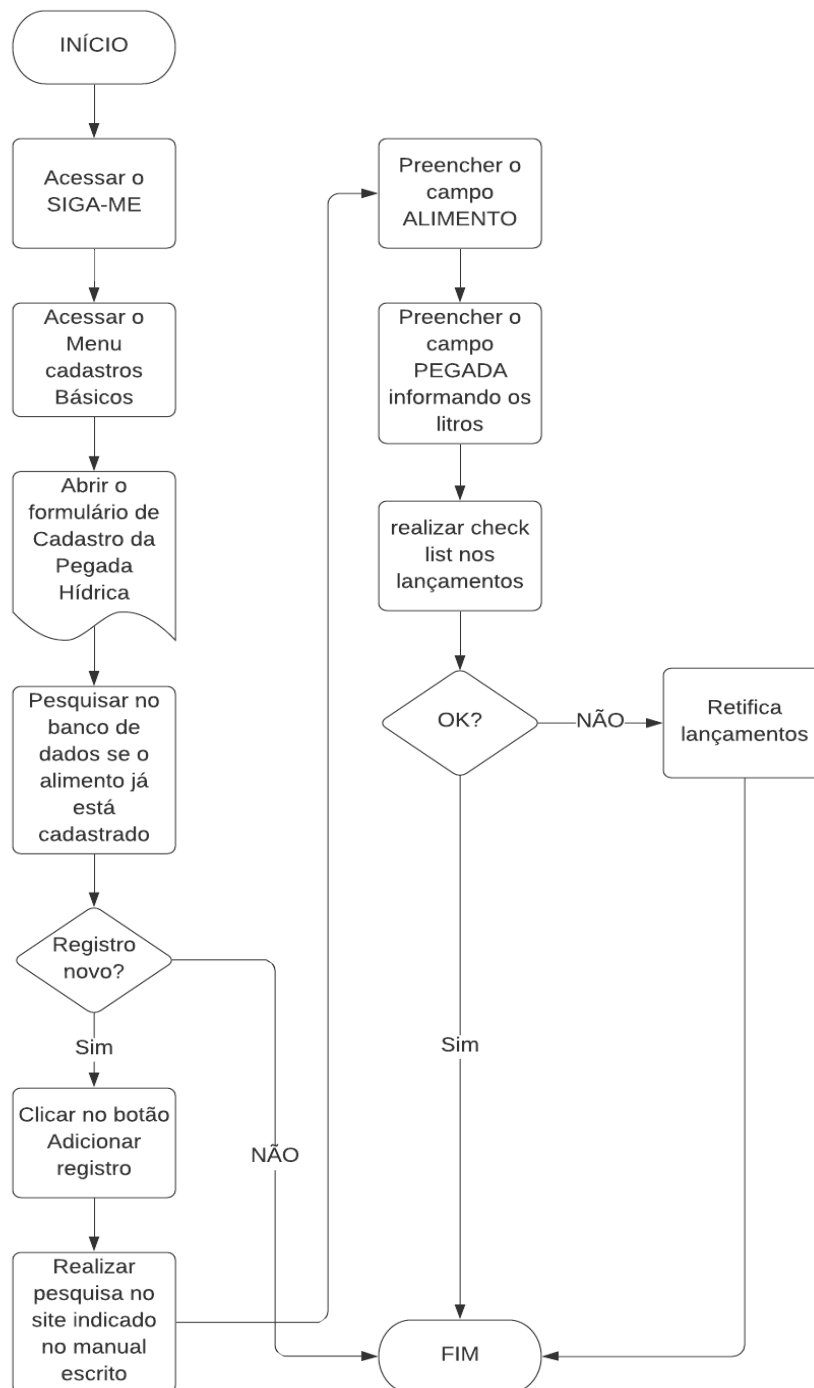 INÍCIO
Acessar o
SIGA-ME
Acessar o
Menu
cadastros
Básicos
Abrir o
formulário de
Cadastro da
Pegada
Hídrica
Pesquisar no
banco de
dados se o
alimento já
está
cadastrado
Registro
novo?
Sim
NÃO
Clicar no botão
Adicionar
registro
Realizar
pesquisa no
site indicado
no manual
escrito
Preencher o
campo
ALIMENTO
Preencher o
campo
PEGADA
informando os
litros
realizar check
list nos
lançamentos
OK?
NÃO
Retifica
lançamentos
Sim
FIM